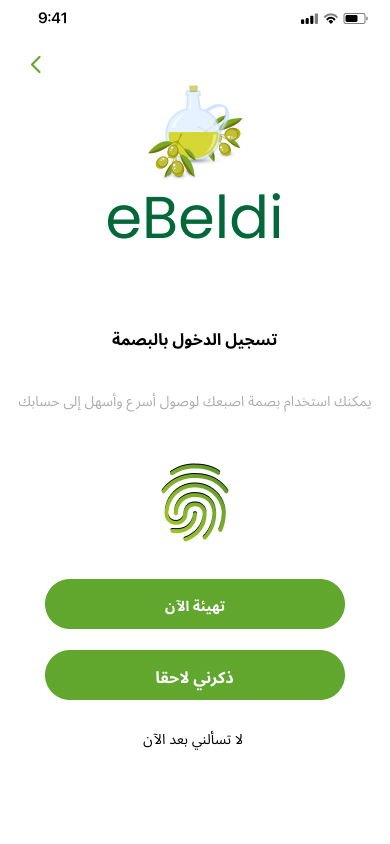 9:41
eBeldi
تسجيل الدخول بالبصمة
يمكنك استخدام بصمة اصبعك لوصول أسرع وأسهل إلى حسابك
تهيئة الآن
ذكرني لاحقا
لا تسألني بعد الآن